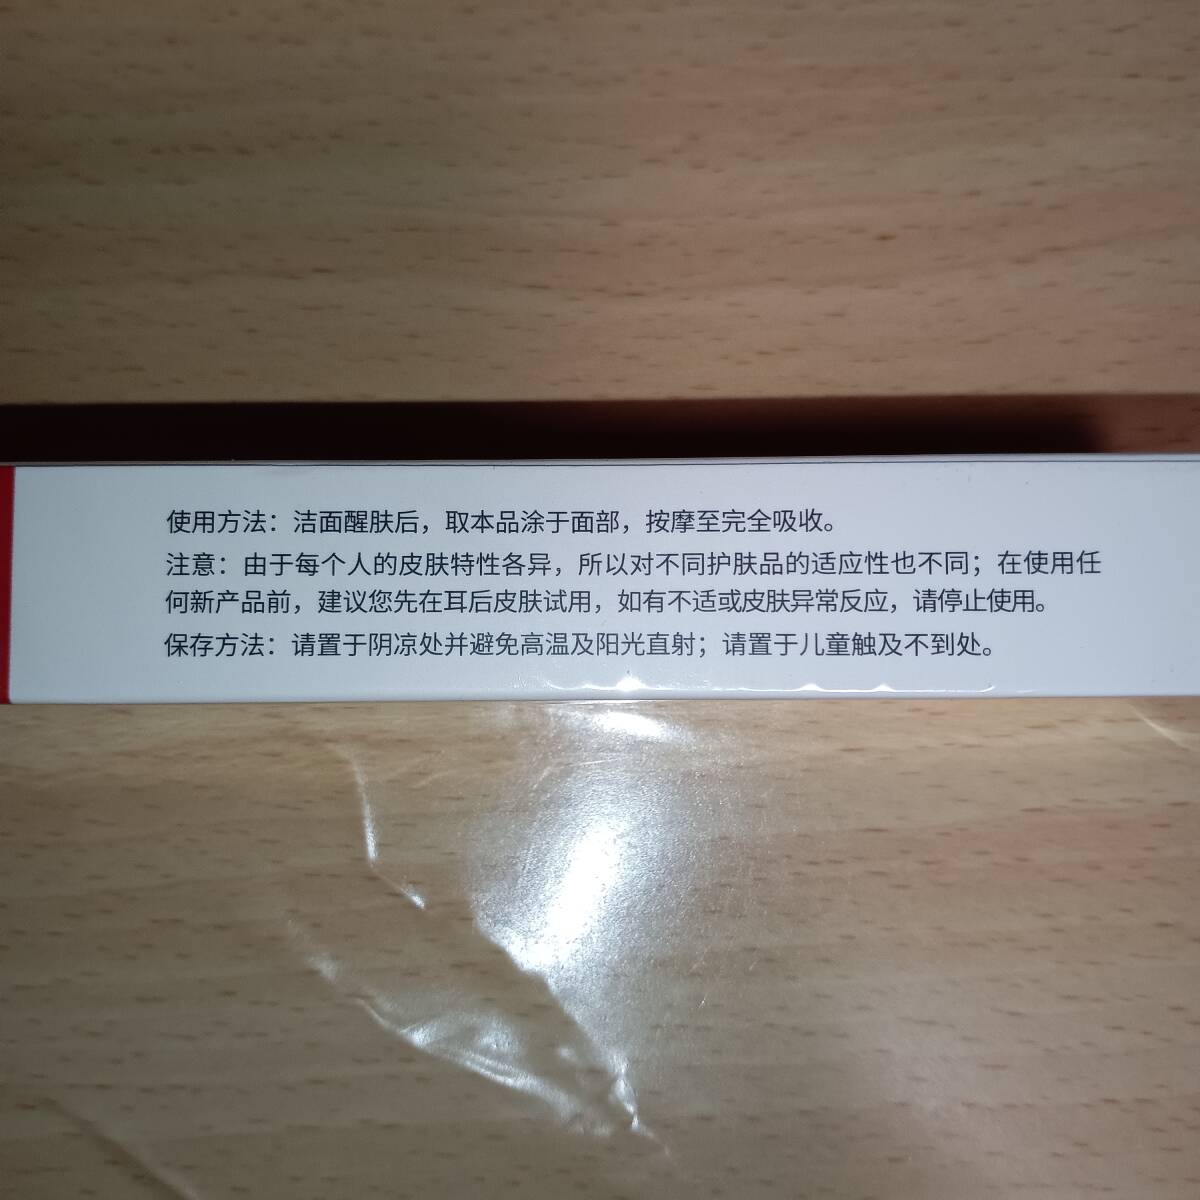 使用方法：洁面醒肤后，取本品涂于面部，按摩至完全吸收。
注意：由于每个人的皮肤特性各异，所以对不同护肤品的适应性也不同；在使用任
何新产品前，建议您先在耳后皮肤试用，如有不适或皮肤异常反应，请停止使用。
保存方法：请置于阴凉处并避免高温及阳光直射；请置于儿童触及不到处。